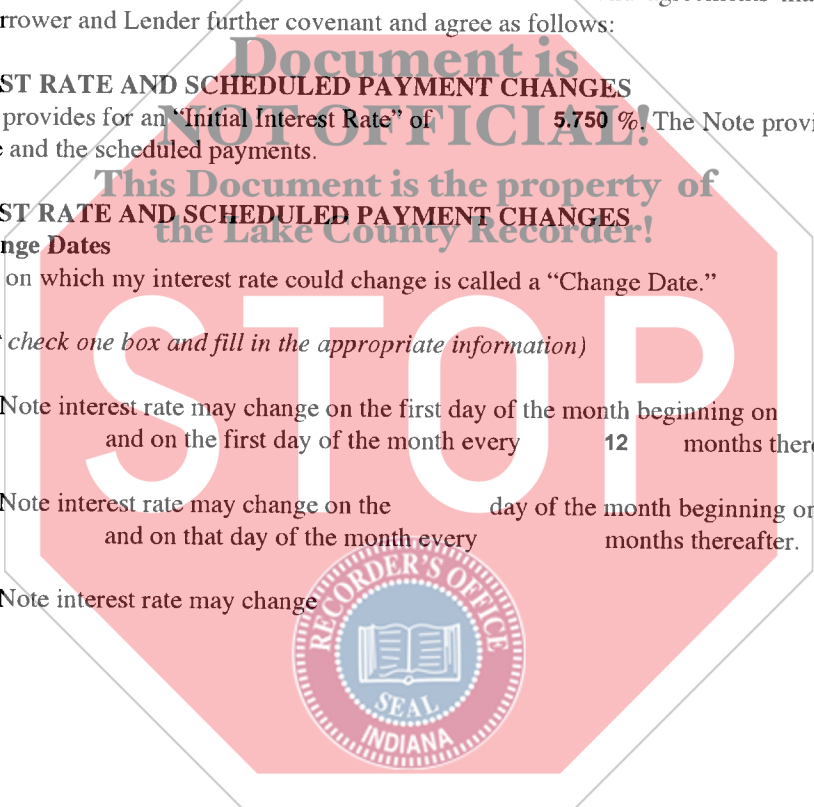 rrower and Lender further covenant and agree as follows:
Document is
ST RATE AND SCHEDULED PAYMENT CHANGES
provides for an “Initial Interest Rate” of 5.750 %. The Note provi
NOT OFFICIAL!
e and the scheduled payments.
This Document is the property of
ST RATE AND SCHEDULED PAYMENT CHANGES
the Lake County Recorder!
nge Dates
on which my interest rate could change is called a “Change Date.”
check one box and fill in the appropriate information)
STOP
Note interest rate may change on the first day of the month beginning on
and on the first day of the month every 12 months there
Note interest rate may change on the day of the month beginning on
and on that day of the month every months thereafter.
Note interest rate may change
RECORDER'S OFFICE
SEAL
INDIANA